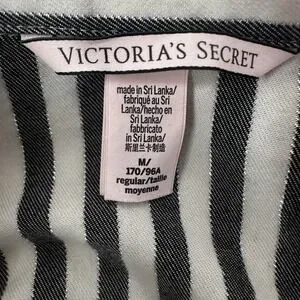 VICTORIA'S SECRET
made in Sri Lanka/
fabriqué au Sri
Lanka/hecho en
Sri Lanka/
fabbricato
in Sri Lanka/
斯里兰卡制造
M/
170/96A
regular/taille
moyenne